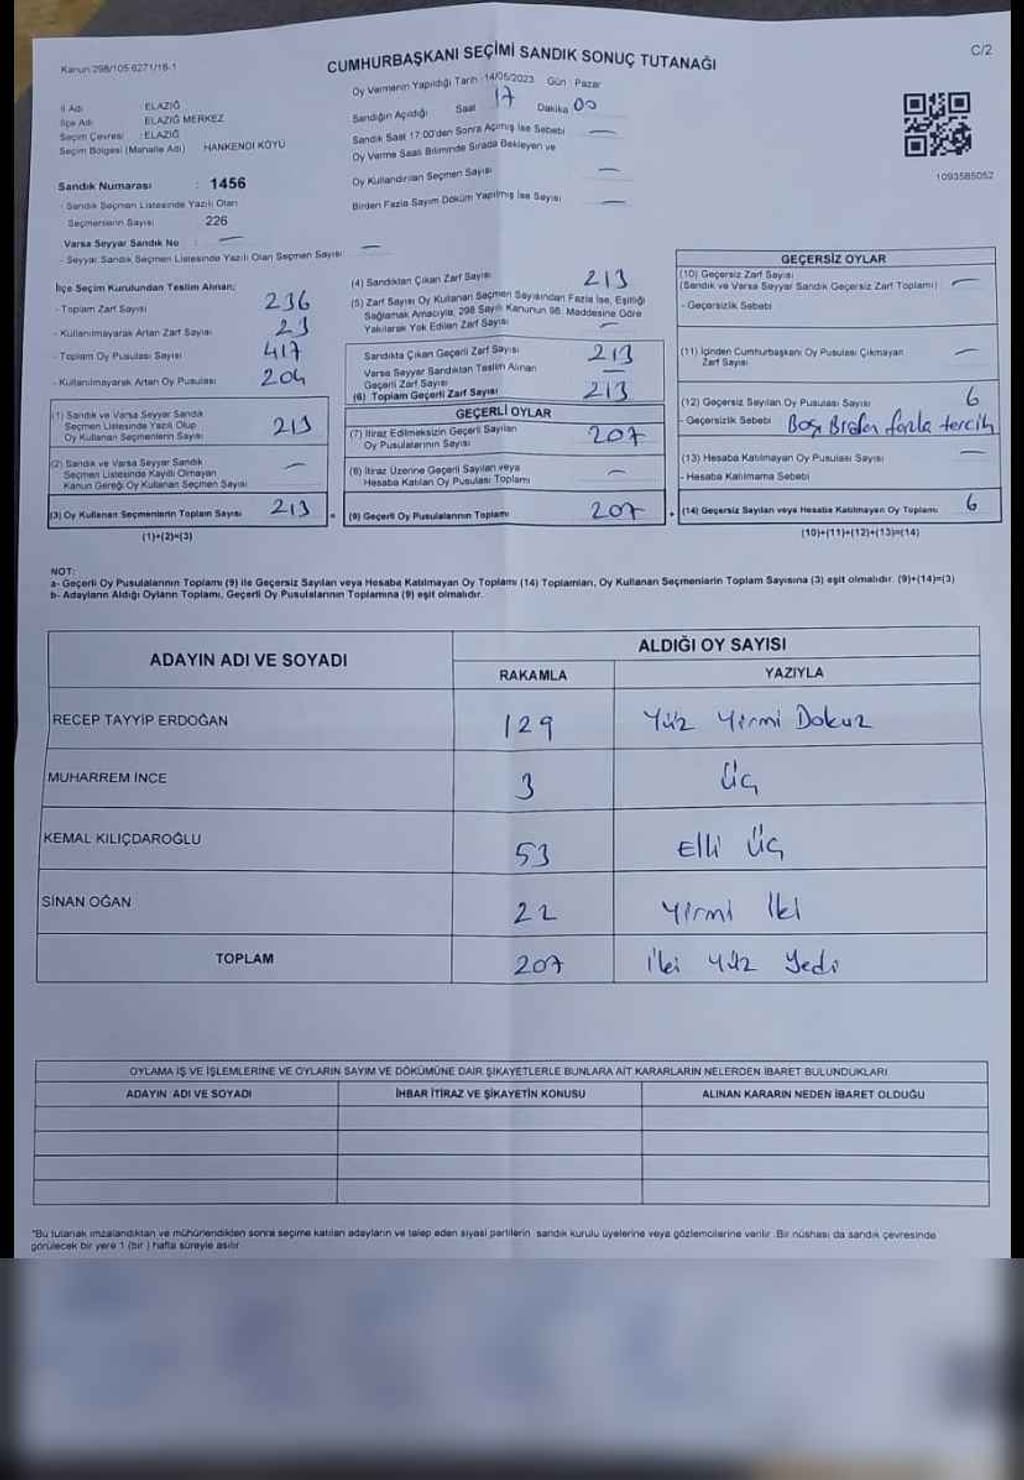 Kanun 298/105-6271/16-1
CUMHURBAŞKANI SEÇİMİ SANDIK SONUÇ TUTANAĞI
C/2
İl Adı : ELAZIĞ
İlçe Adı : ELAZIĞ MERKEZ
Seçim Çevresi : ELAZIĞ
Seçim Bölgesi (Mahalle Adı) HANKENDİ KÖYÜ
Sandık Numarası : 1456
- Sandık Seçmen Listesinde Yazılı Olan
Seçmenlerin Sayısı 226
Varsa Seyyar Sandık No : —
- Seyyar Sandık Seçmen Listesinde Yazılı Olan Seçmen Sayısı —
Oy Vermenin Yapıldığı Tarih : 14/05/2023 Gün : Pazar
Sandığın Açıldığı Saat 17 Dakika 00
Sandık Saat 17:00'den Sonra Açılmış İse Sebebi —
Oy Verme Saati Bitiminde Sırada Bekleyen ve
Oy Kullandırılan Seçmen Sayısı —
Birden Fazla Sayım Döküm Yapılmış İse Sayısı —
1093585052
İlçe Seçim Kurulundan Teslim Alınan;
- Toplam Zarf Sayısı 236
- Kullanılmayarak Artan Zarf Sayısı 23
- Toplam Oy Pusulası Sayısı 417
- Kullanılmayarak Artan Oy Pusulası 204
(1) Sandık ve Varsa Seyyar Sandık
Seçmen Listesinde Yazılı Olup
Oy Kullanan Seçmenlerin Sayısı 213
(2) Sandık ve Varsa Seyyar Sandık
Seçmen Listesinde Kayıtlı Olmayan
Kanun Gereği Oy Kullanan Seçmen Sayısı —
(3) Oy Kullanan Seçmenlerin Toplam Sayısı 213
(1)+(2)=(3)
(4) Sandıktan Çıkan Zarf Sayısı 213
(5) Zarf Sayısı Oy Kullanan Seçmen Sayısından Fazla İse, Eşitliği
Sağlamak Amacıyla, 298 Sayılı Kanunun 98. Maddesine Göre
Yakılarak Yok Edilen Zarf Sayısı —
Sandıkta Çıkan Geçerli Zarf Sayısı 213
Varsa Seyyar Sandıktan Teslim Alınan
Geçerli Zarf Sayısı —
(6) Toplam Geçerli Zarf Sayısı 213
GEÇERLİ OYLAR
(7) İtiraz Edilmeksizin Geçerli Sayılan
Oy Pusulalarının Sayısı 207
(8) İtiraz Üzerine Geçerli Sayılan veya
Hesaba Katılan Oy Pusulası Toplamı —
= (9) Geçerli Oy Pusulalarının Toplamı 207
GEÇERSİZ OYLAR
(10) Geçersiz Zarf Sayısı
(Sandık ve Varsa Seyyar Sandık Geçersiz Zarf Toplamı) —
- Geçersizlik Sebebi
(11) İçinden Cumhurbaşkanı Oy Pusulası Çıkmayan
Zarf Sayısı —
(12) Geçersiz Sayılan Oy Pusulası Sayısı 6
- Geçersizlik Sebebi Boş Birden fazla tercih
(13) Hesaba Katılmayan Oy Pusulası Sayısı —
- Hesaba Katılmama Sebebi
+ (14) Geçersiz Sayılan veya Hesaba Katılmayan Oy Toplamı 6
(10)+(11)+(12)+(13)=(14)
NOT:
a- Geçerli Oy Pusulalarının Toplamı (9) ile Geçersiz Sayılan veya Hesaba Katılmayan Oy Toplamı (14) Toplamları, Oy Kullanan Seçmenlerin Toplam Sayısına (3) eşit olmalıdır. (9)+(14)=(3)
b- Adayların Aldığı Oyların Toplamı, Geçerli Oy Pusulalarının Toplamına (9) eşit olmalıdır.
ADAYIN ADI VE SOYADI
ALDIĞI OY SAYISI
RAKAMLA YAZIYLA
RECEP TAYYİP ERDOĞAN 129 Yüz Yirmi Dokuz
MUHARREM İNCE 3 Üç
KEMAL KILIÇDAROĞLU 53 Elli Üç
SİNAN OĞAN 22 Yirmi İki
TOPLAM 207 İki Yüz Yedi
OYLAMA İŞ VE İŞLEMLERİNE VE OYLARIN SAYIM VE DÖKÜMÜNE DAİR ŞİKAYETLERLE BUNLARA AİT KARARLARIN NELERDEN İBARET BULUNDUKLARI
ADAYIN ADI VE SOYADI İHBAR İTİRAZ VE ŞİKAYETİN KONUSU ALINAN KARARIN NEDEN İBARET OLDUĞU
*Bu tutanak imzalandıktan ve mühürlendikten sonra seçime katılan adayların ve talep eden siyasi partilerin sandık kurulu üyelerine veya gözlemcilerine verilir. Bir nüshası da sandık çevresinde
görülecek bir yere 1 (bir) hafta süreyle asılır.